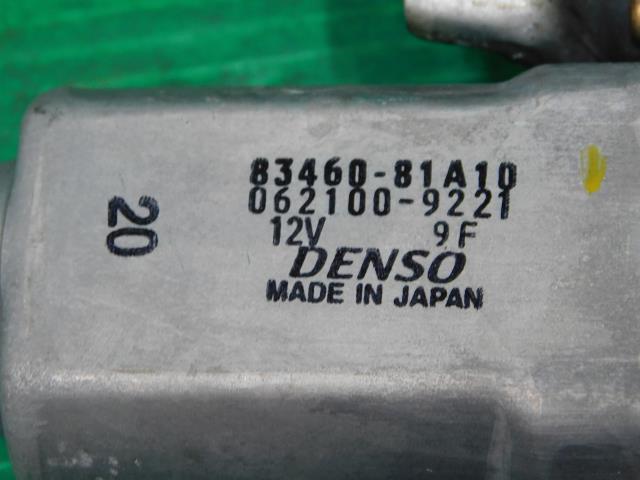 83460-81A10
062100-9221
12V 9F
DENSO
MADE IN JAPAN
20